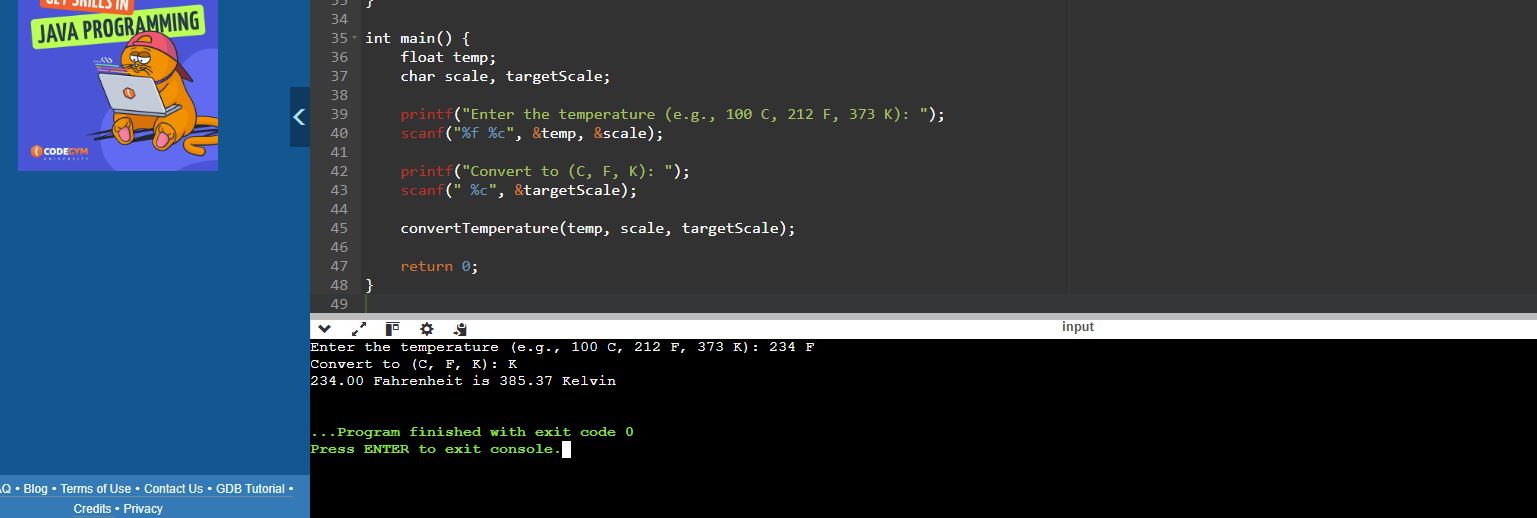 GET SKILLS IN
JAVA PROGRAMMING
CODEGYM
UNIVERSITY
33 }
34
35 int main() {
36 float temp;
37 char scale, targetScale;
38
39 printf("Enter the temperature (e.g., 100 C, 212 F, 373 K): ");
40 scanf("%f %c", &temp, &scale);
41
42 printf("Convert to (C, F, K): ");
43 scanf(" %c", &targetScale);
44
45 convertTemperature(temp, scale, targetScale);
46
47 return 0;
48 }
49
input
Enter the temperature (e.g., 100 C, 212 F, 373 K): 234 F
Convert to (C, F, K): K
234.00 Fahrenheit is 385.37 Kelvin
...Program finished with exit code 0
Press ENTER to exit console.
AQ • Blog • Terms of Use • Contact Us • GDB Tutorial •
Credits • Privacy